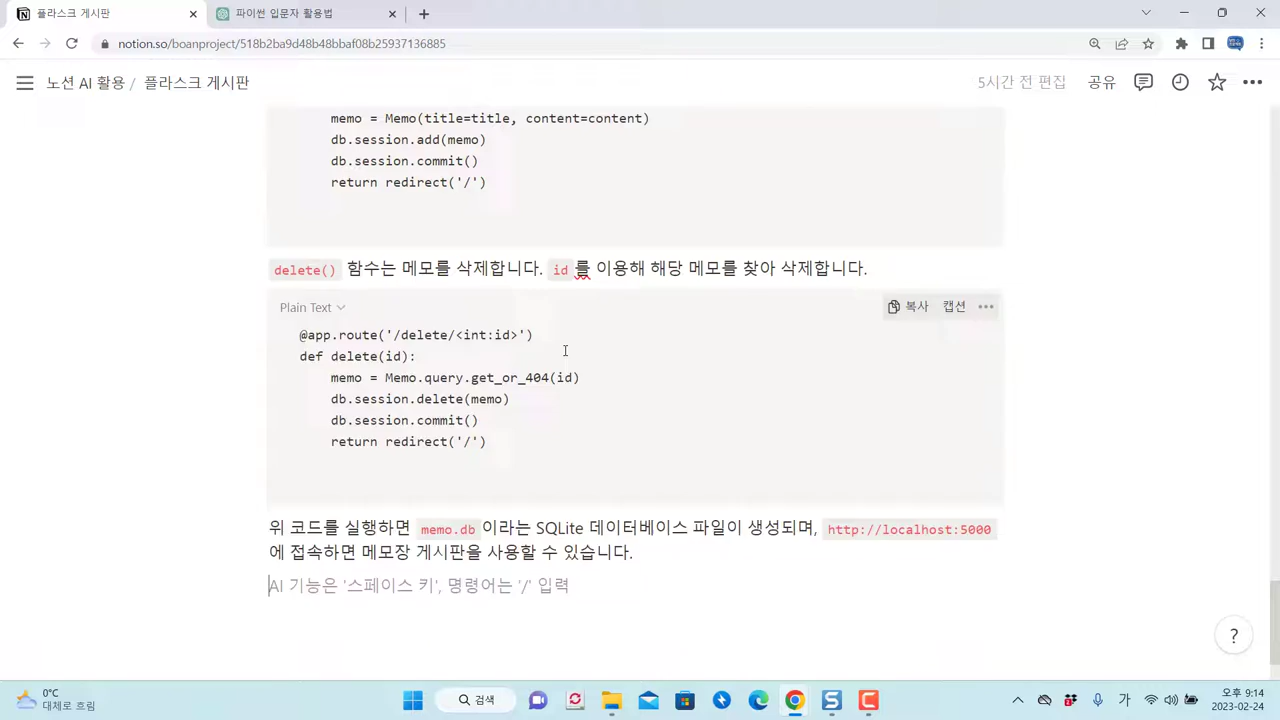 플라스크 게시판
파이썬 입문자 활용법
notion.so/boanproject/518b2ba9d48b48bbaf08b25937136885
노션 AI 활용 / 플라스크 게시판
5시간 전 편집
공유
memo = Memo(title=title, content=content)
db.session.add(memo)
db.session.commit()
return redirect('/')
delete() 함수는 메모를 삭제합니다. id 를 이용해 해당 메모를 찾아 삭제합니다.
Plain Text
복사
캡션
@app.route('/delete/<int:id>')
def delete(id):
memo = Memo.query.get_or_404(id)
db.session.delete(memo)
db.session.commit()
return redirect('/')
위 코드를 실행하면 memo.db 이라는 SQLite 데이터베이스 파일이 생성되며, http://localhost:5000
에 접속하면 메모장 게시판을 사용할 수 있습니다.
AI 기능은 '스페이스 키', 명령어는 '/' 입력
?
0°C
대체로 흐림
검색
가
오후 9:14
2023-02-24